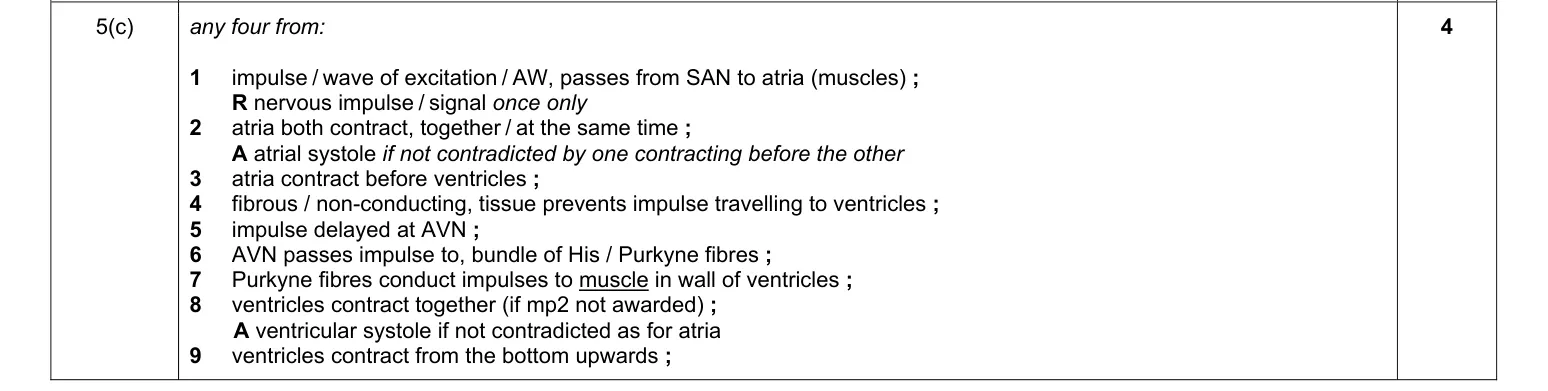 5(c) any four from: 4
1 impulse / wave of excitation / AW, passes from SAN to atria (muscles) ;
R nervous impulse / signal once only
2 atria both contract, together / at the same time ;
A atrial systole if not contradicted by one contracting before the other
3 atria contract before ventricles ;
4 fibrous / non-conducting, tissue prevents impulse travelling to ventricles ;
5 impulse delayed at AVN ;
6 AVN passes impulse to, bundle of His / Purkyne fibres ;
7 Purkyne fibres conduct impulses to muscle in wall of ventricles ;
8 ventricles contract together (if mp2 not awarded) ;
A ventricular systole if not contradicted as for atria
9 ventricles contract from the bottom upwards ;